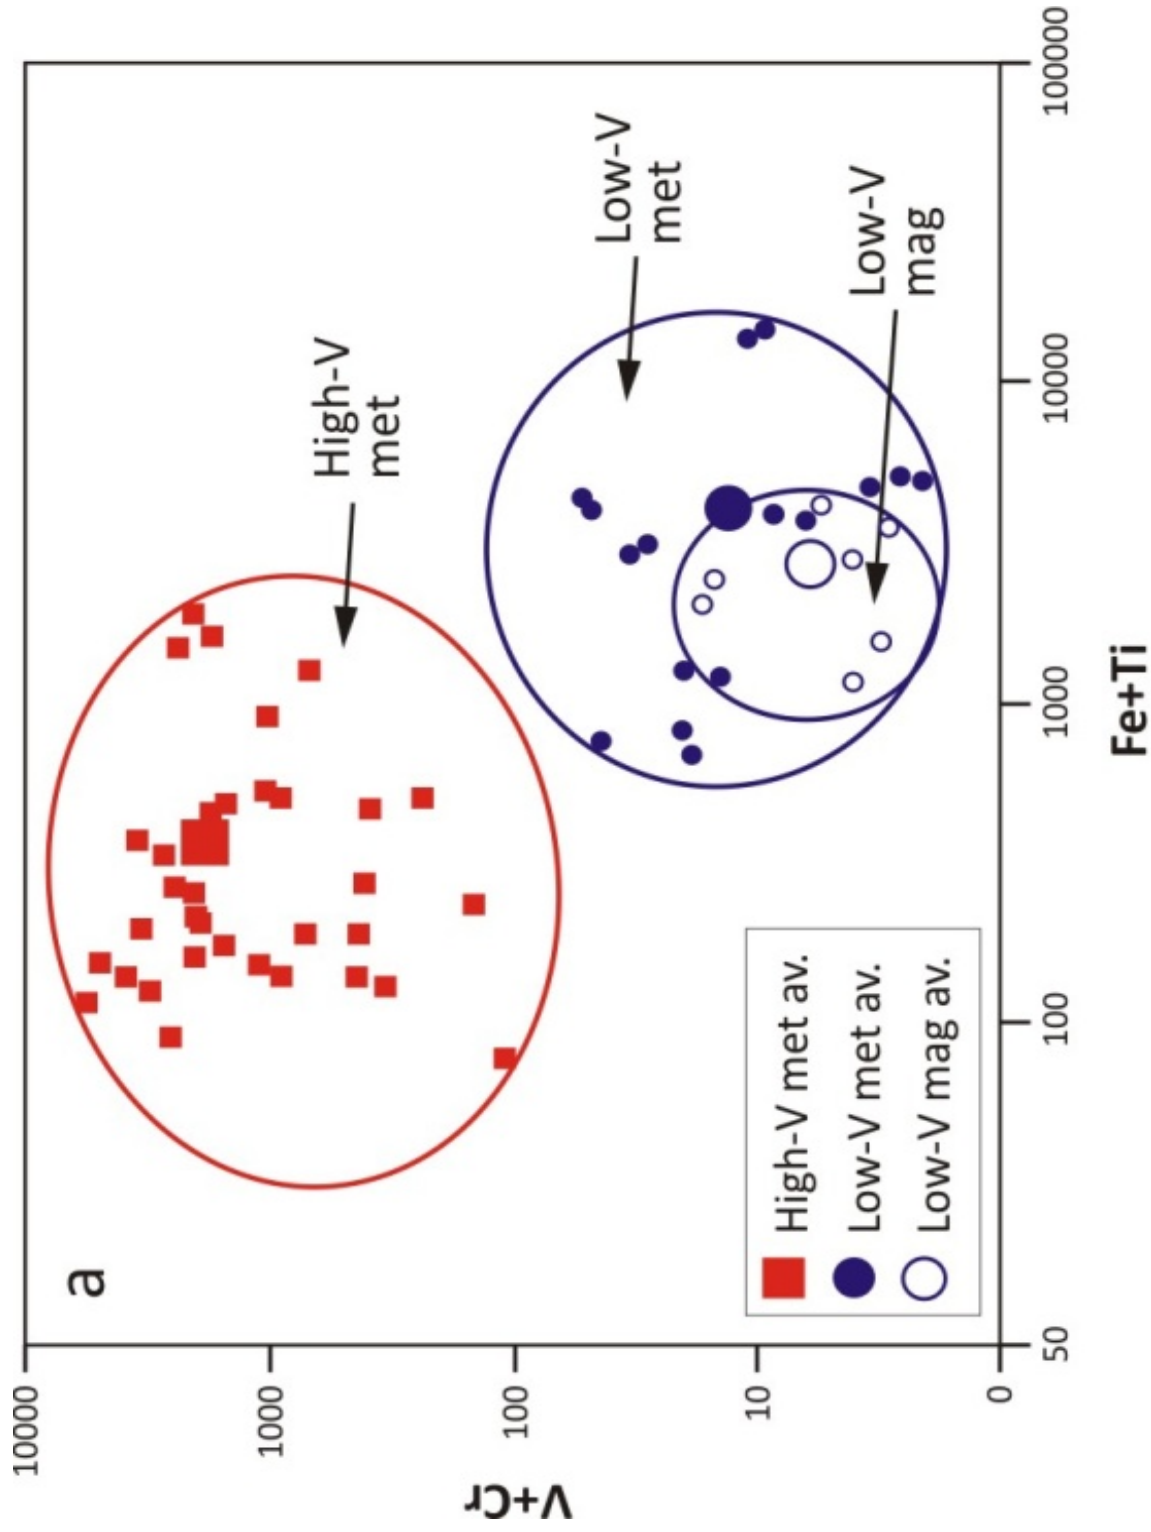 a
10000
1000
100
10
0
V+Cr
High-V
met
Low-V
met
Low-V
mag
High-V met av.
Low-V met av.
Low-V mag av.
50
100
1000
10000
100000
Fe+Ti